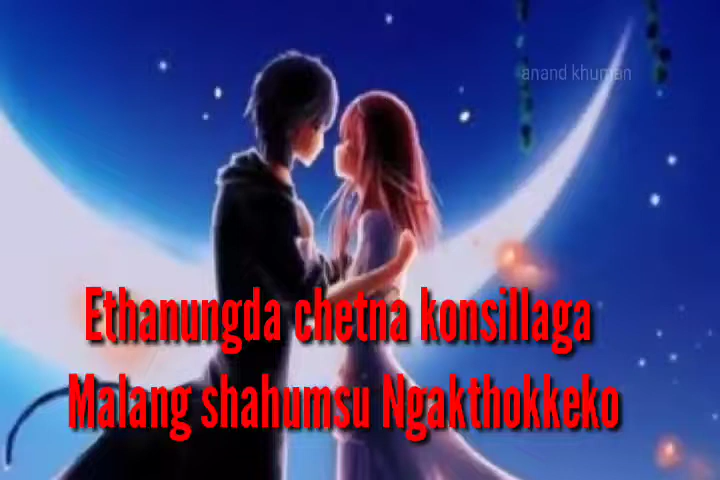 anand khuman
Ethanungda chetna konsillaga
Malang shahumsu Ngakthokkeko